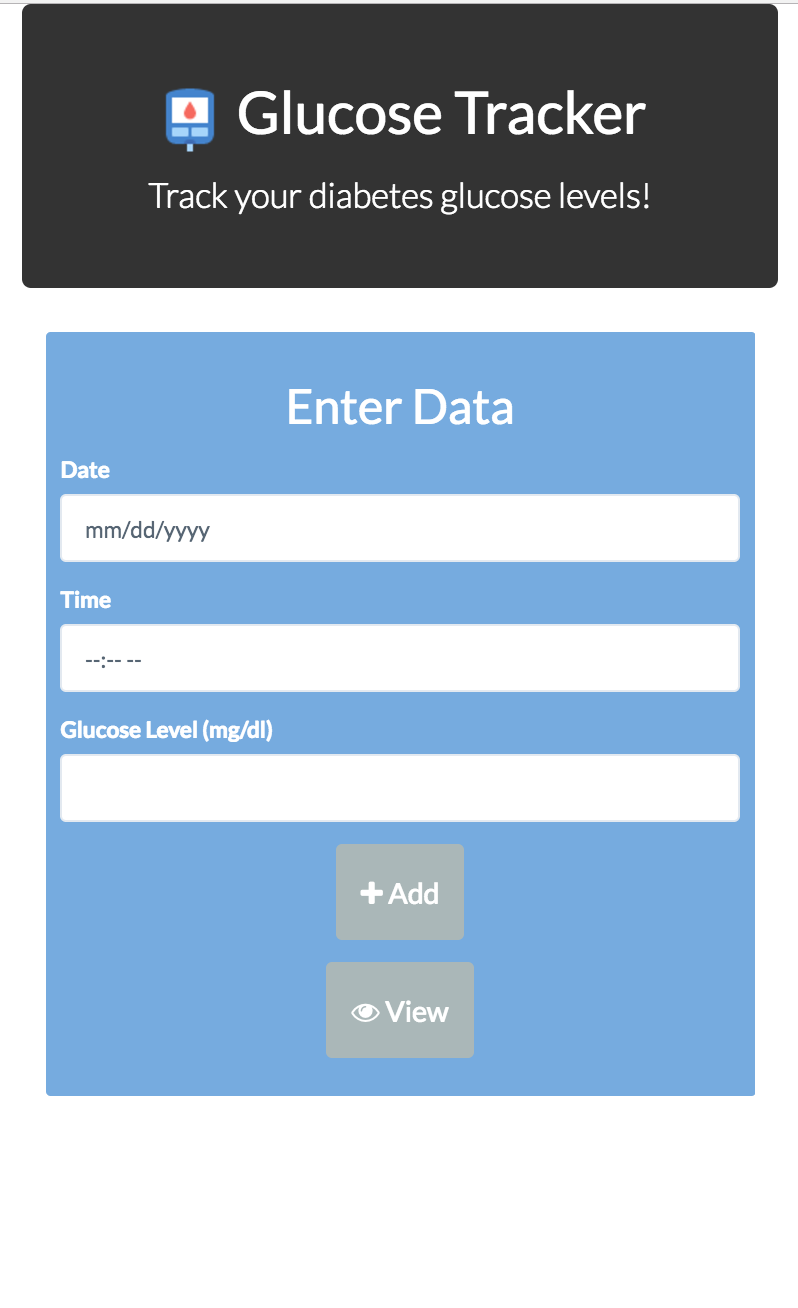 Glucose Tracker
Track your diabetes glucose levels!
Enter Data
Date
mm/dd/yyyy
Time
--:-- --
Glucose Level (mg/dl)
Add
View